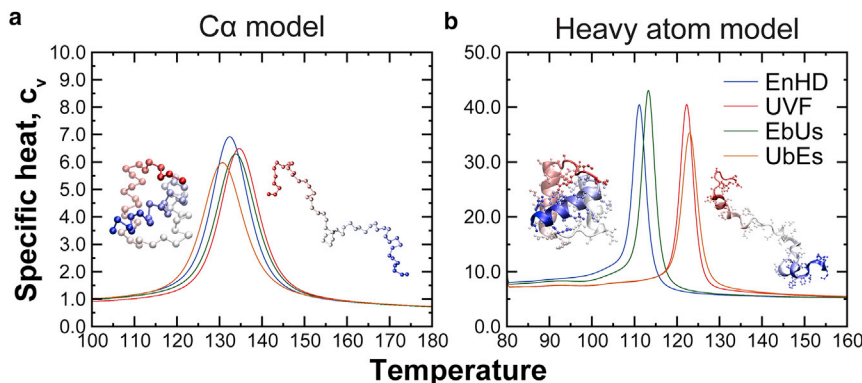 a
Cα model
b
Heavy atom model
Specific heat, cv
10.0
9.0
8.0
7.0
6.0
5.0
4.0
3.0
2.0
1.0
0.0
100 110 120 130 140 150 160 170 180
50.0
40.0
30.0
20.0
10.0
0.0
80 90 100 110 120 130 140 150 160
EnHD
UVF
EbUs
UbEs
Temperature